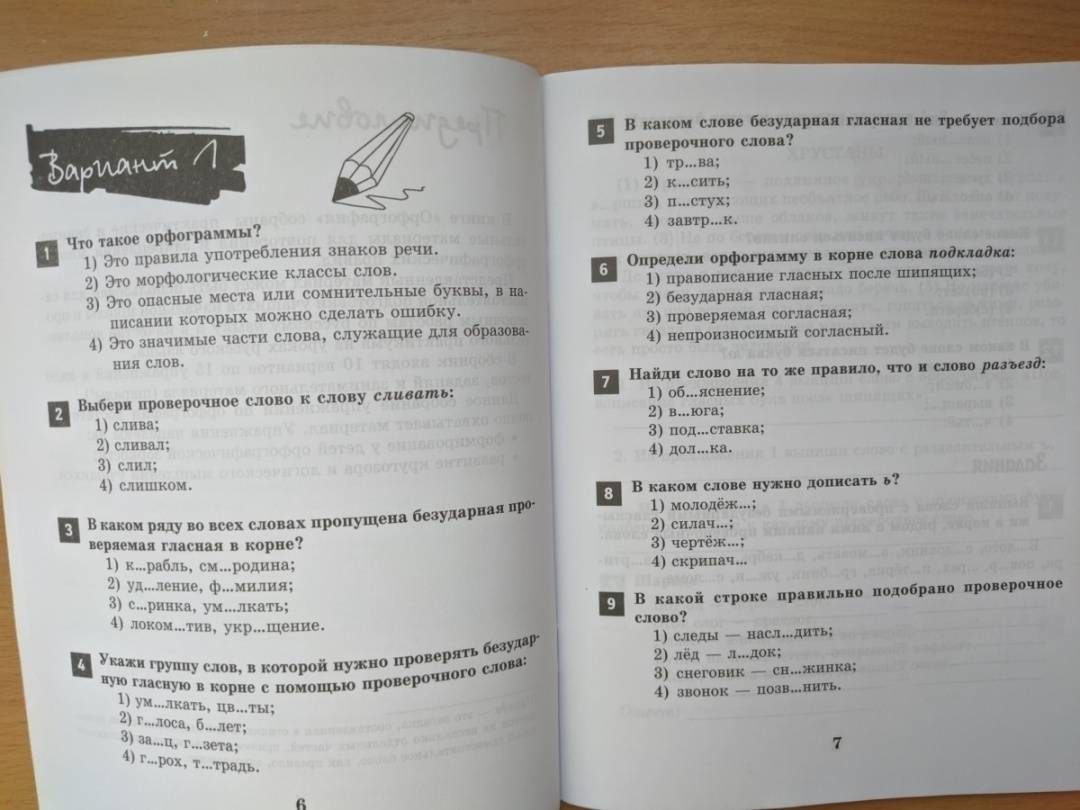 Вариант 1
1 Что такое орфограммы?
1) Это правила употребления знаков речи.
2) Это морфологические классы слов.
3) Это опасные места или сомнительные буквы, в на-
писании которых можно сделать ошибку.
4) Это значимые части слова, служащие для образова-
ния слов.
2 Выбери проверочное слово к слову сливать:
1) слива;
2) сливал;
3) слил;
4) слишком.
3 В каком ряду во всех словах пропущена безударная про-
веряемая гласная в корне?
1) к...рабль, см...родина;
2) уд...ление, ф...милия;
3) с...ринка, ум...лкать;
4) локом...тив, укр...щение.
4 Укажи группу слов, в которой нужно проверять безудар-
ную гласную в корне с помощью проверочного слова:
1) ум...лкать, цв...ты;
2) г...лоса, б...лет;
3) за...ц, г...зета;
4) г...рох, т...традь.
6
5 В каком слове безударная гласная не требует подбора
проверочного слова?
1) тр...ва;
2) к...сить;
3) п...стух;
4) завтр...к.
6 Определи орфограмму в корне слова подкладка:
1) правописание гласных после шипящих;
2) безударная гласная;
3) проверяемая согласная;
4) непроизносимый согласный.
7 Найди слово на то же правило, что и слово разъезд:
1) об...яснение;
2) в...юга;
3) под...ставка;
4) дол...ка.
8 В каком слове нужно дописать ь?
1) молодёж...;
2) силач...;
3) чертёж...;
4) скрипач...
9 В какой строке правильно подобрано проверочное
слово?
1) следы — насл...дить;
2) лёд — л...док;
3) снеговик — сн...жинка;
4) звонок — позв...нить.
7